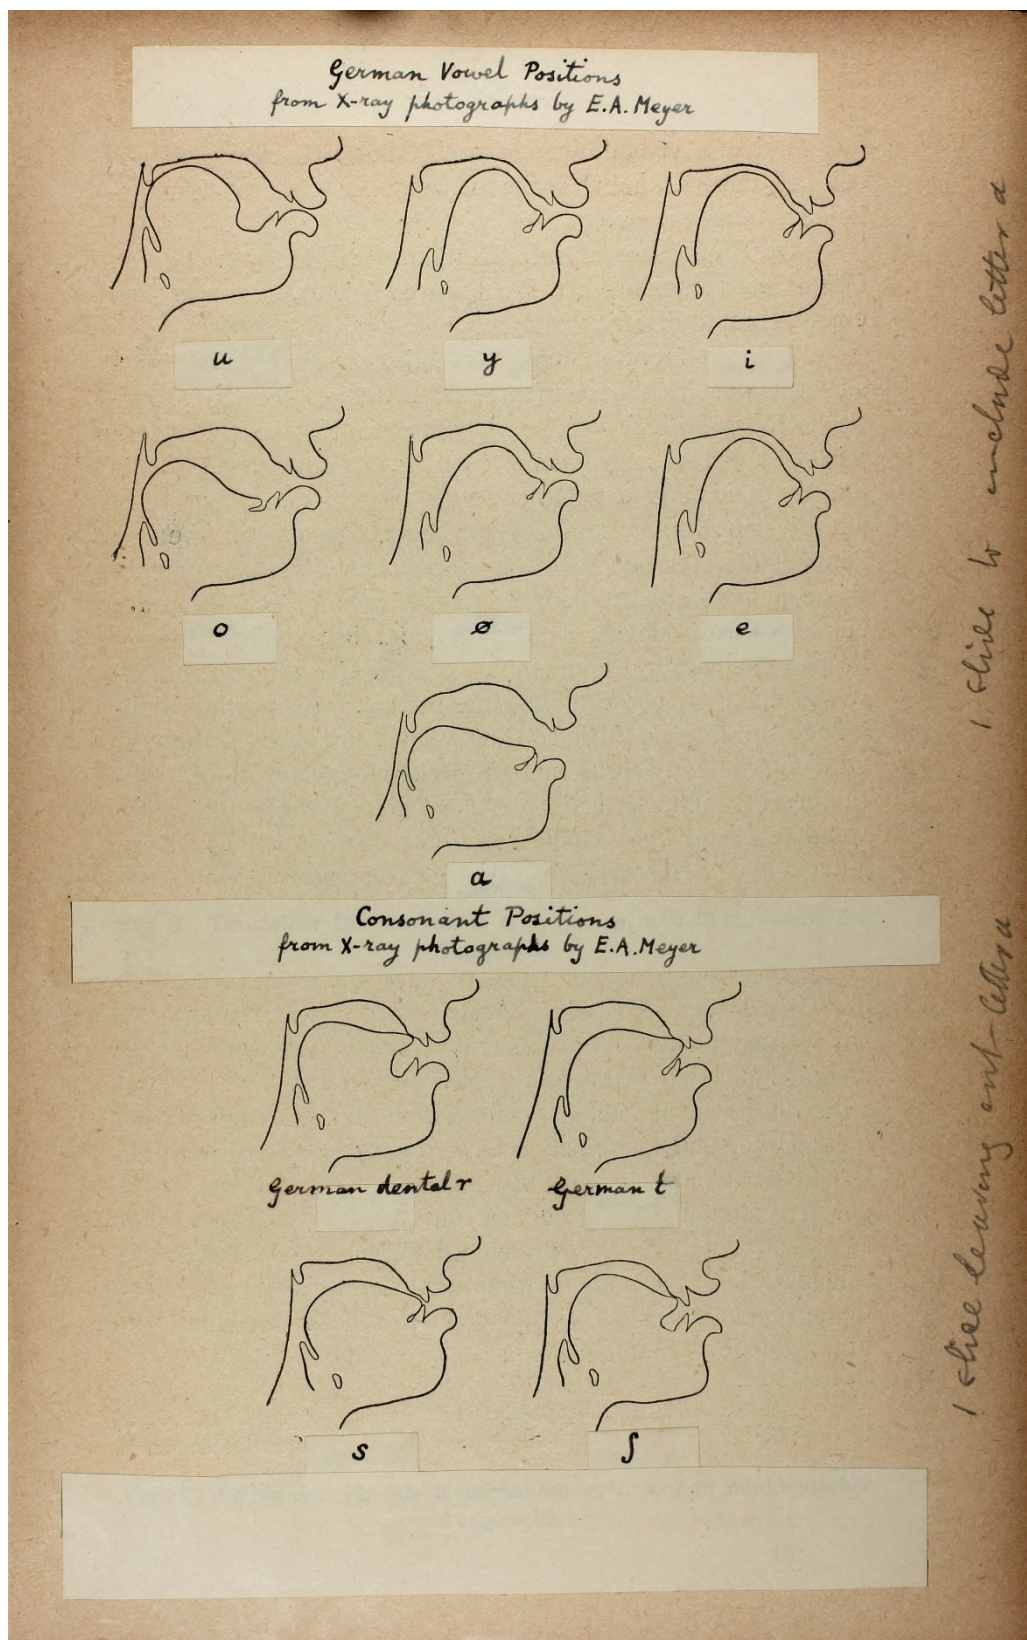 German Vowel Positions
from X-ray photographs by E.A. Meyer
u
y
i
o
ø
e
a
Consonant Positions
from X-ray photographs by E.A. Meyer
German dental r
German t
s
ʃ
1 slide to include letter a
1 slide leaving out letter a